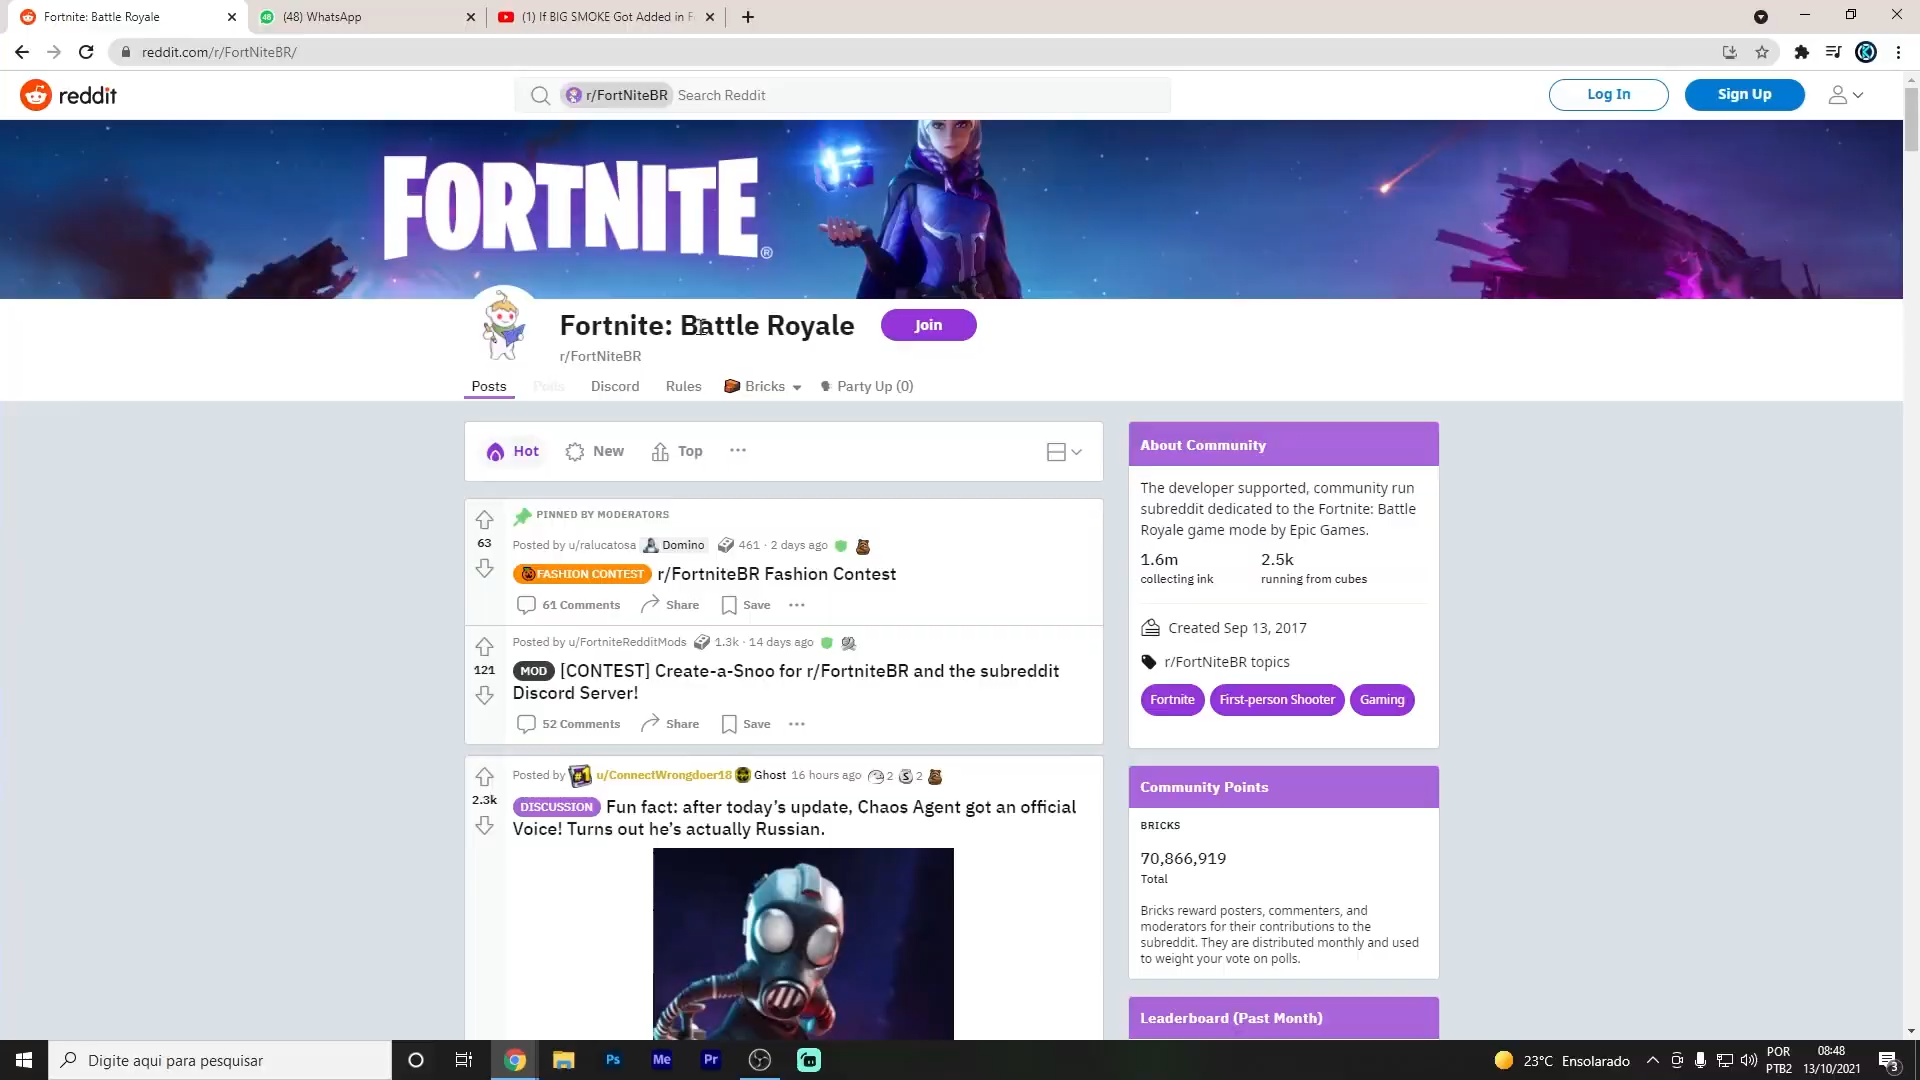 Fortnite: Battle Royale
(48) WhatsApp
(1) If BIG SMOKE Got Added in F
reddit.com/r/FortNiteBR/
reddit
r/FortNiteBR Search Reddit
Log In
Sign Up
FORTNITE®
Fortnite: Battle Royale
Join
r/FortNiteBR
Posts
Polls
Discord
Rules
Bricks
Party Up (0)
Hot
New
Top
PINNED BY MODERATORS
63
Posted by u/ralucatosa Domino 461 · 2 days ago
FASHION CONTEST r/FortniteBR Fashion Contest
61 Comments Share Save
Posted by u/FortniteRedditMods 1.3k · 14 days ago
121
MOD [CONTEST] Create-a-Snoo for r/FortniteBR and the subreddit
Discord Server!
52 Comments Share Save
Posted by #1 u/ConnectWrongdoer18 Ghost 16 hours ago 2 S 2
2.3k
DISCUSSION Fun fact: after today’s update, Chaos Agent got an official
Voice! Turns out he’s actually Russian.
About Community
The developer supported, community run
subreddit dedicated to the Fortnite: Battle
Royale game mode by Epic Games.
1.6m 2.5k
collecting ink running from cubes
Created Sep 13, 2017
r/FortNiteBR topics
Fortnite First-person Shooter Gaming
Community Points
BRICKS
70,866,919
Total
Bricks reward posters, commenters, and
moderators for their contributions to the
subreddit. They are distributed monthly and used
to weight your vote on polls.
Leaderboard (Past Month)
Digite aqui para pesquisar
Ps
Me
Pr
23°C Ensolarado
POR
PTB2
08:48
13/10/2021
3